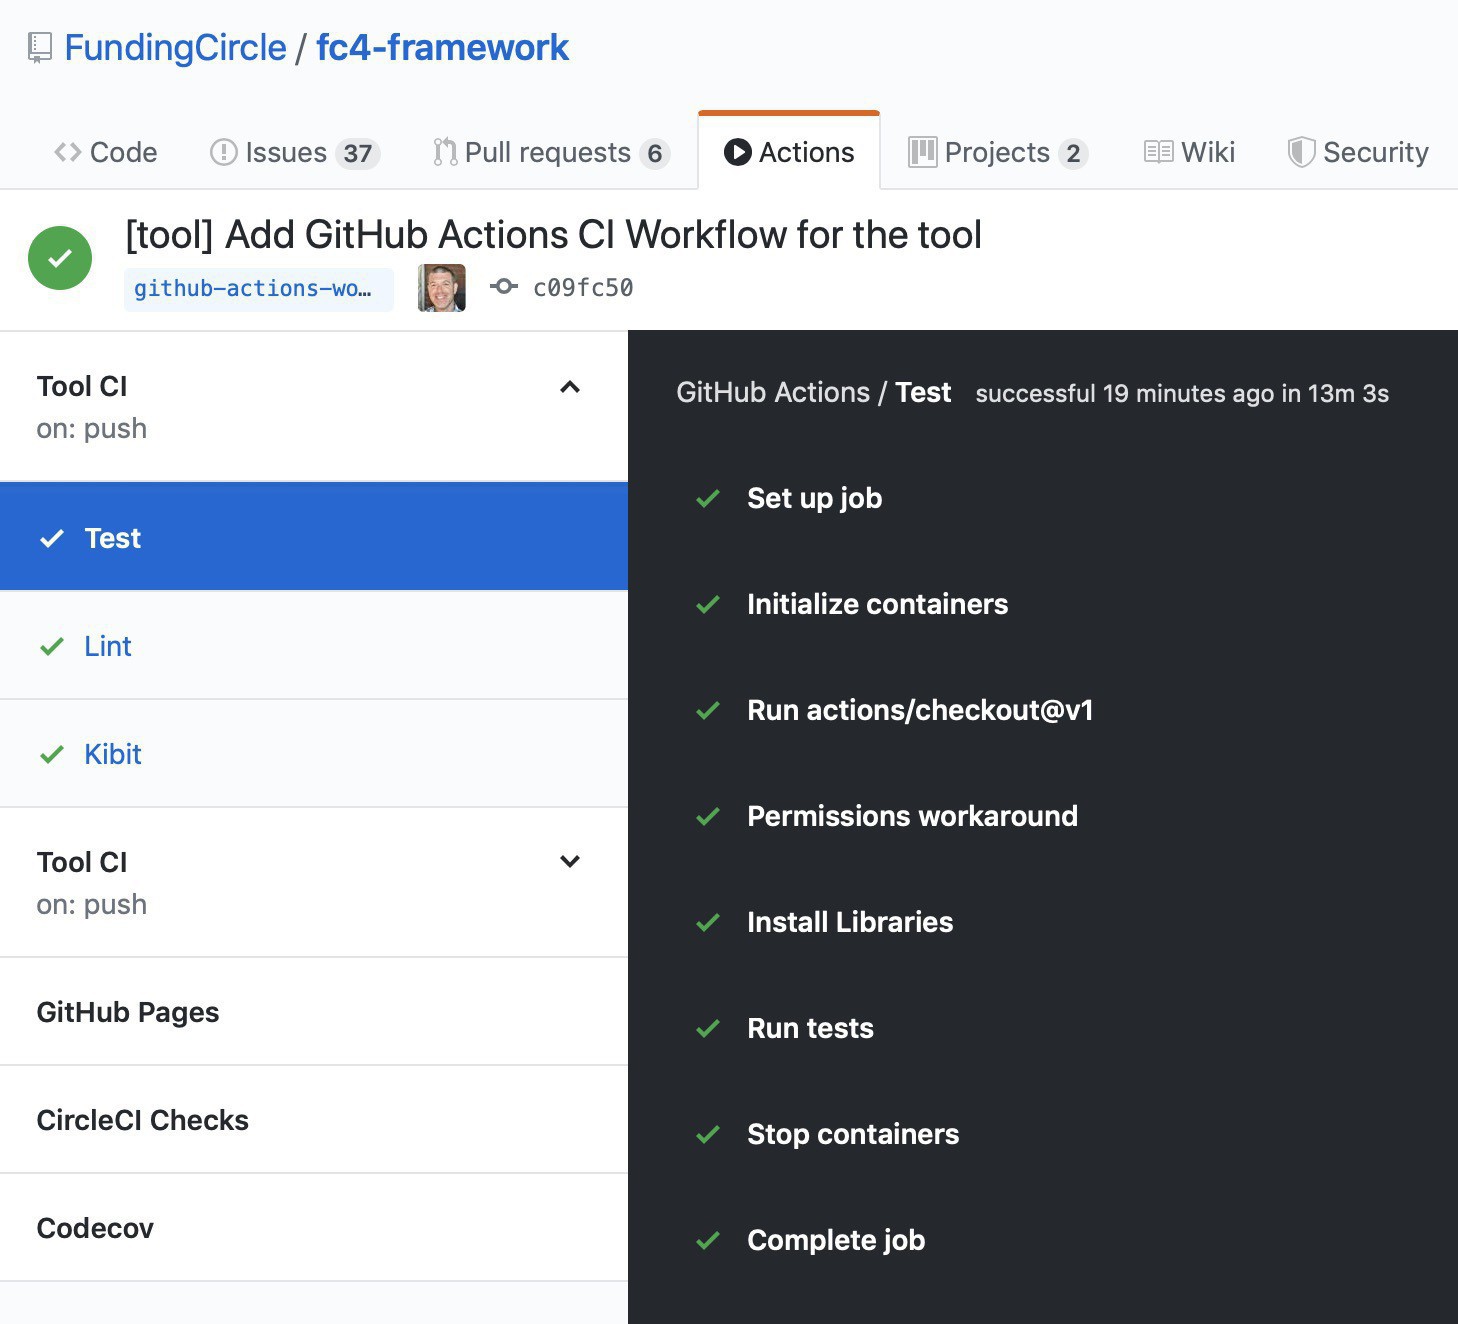 FundingCircle / fc4-framework
Code Issues 37 Pull requests 6 Actions Projects 2 Wiki Security
[tool] Add GitHub Actions CI Workflow for the tool
github-actions-wo… c09fc50
Tool CI
on: push
Test
Lint
Kibit
Tool CI
on: push
GitHub Pages
CircleCI Checks
Codecov
GitHub Actions / Test successful 19 minutes ago in 13m 3s
Set up job
Initialize containers
Run actions/checkout@v1
Permissions workaround
Install Libraries
Run tests
Stop containers
Complete job